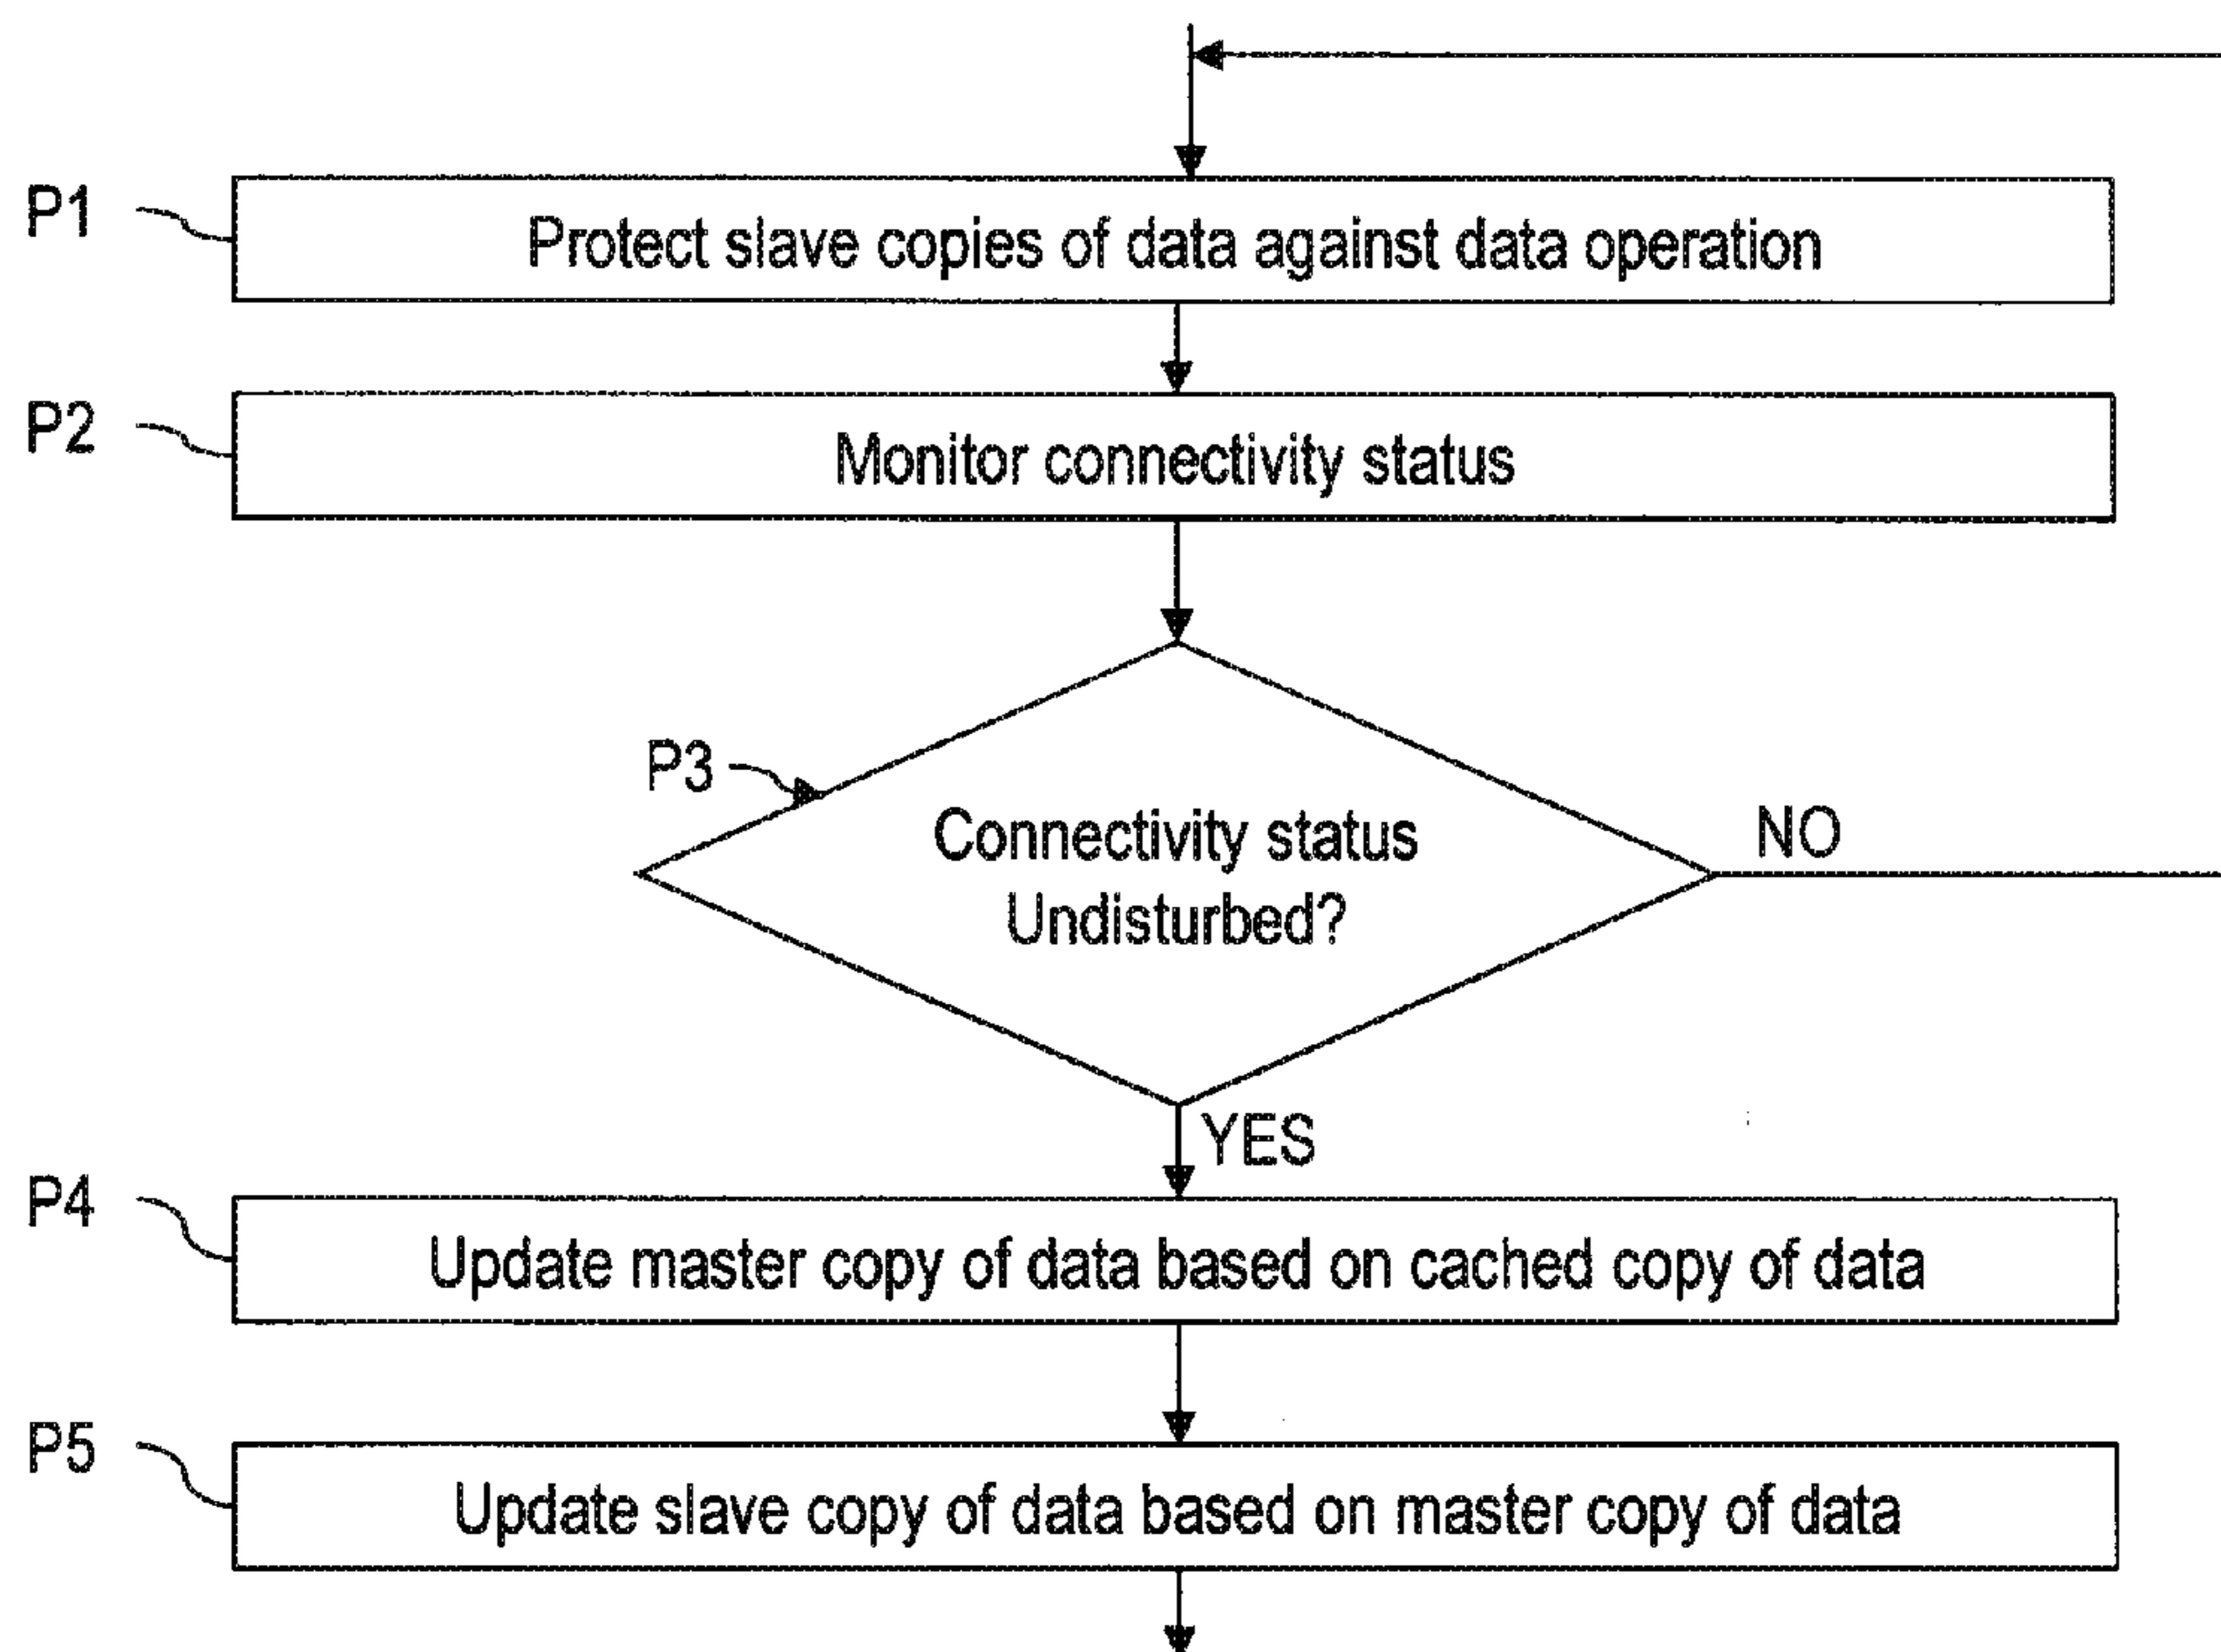 P1
Protect slave copies of data against data operation
P2
Monitor connectivity status
P3
Connectivity status
Undisturbed?
NO
YES
P4
Update master copy of data based on cached copy of data
P5
Update slave copy of data based on master copy of data